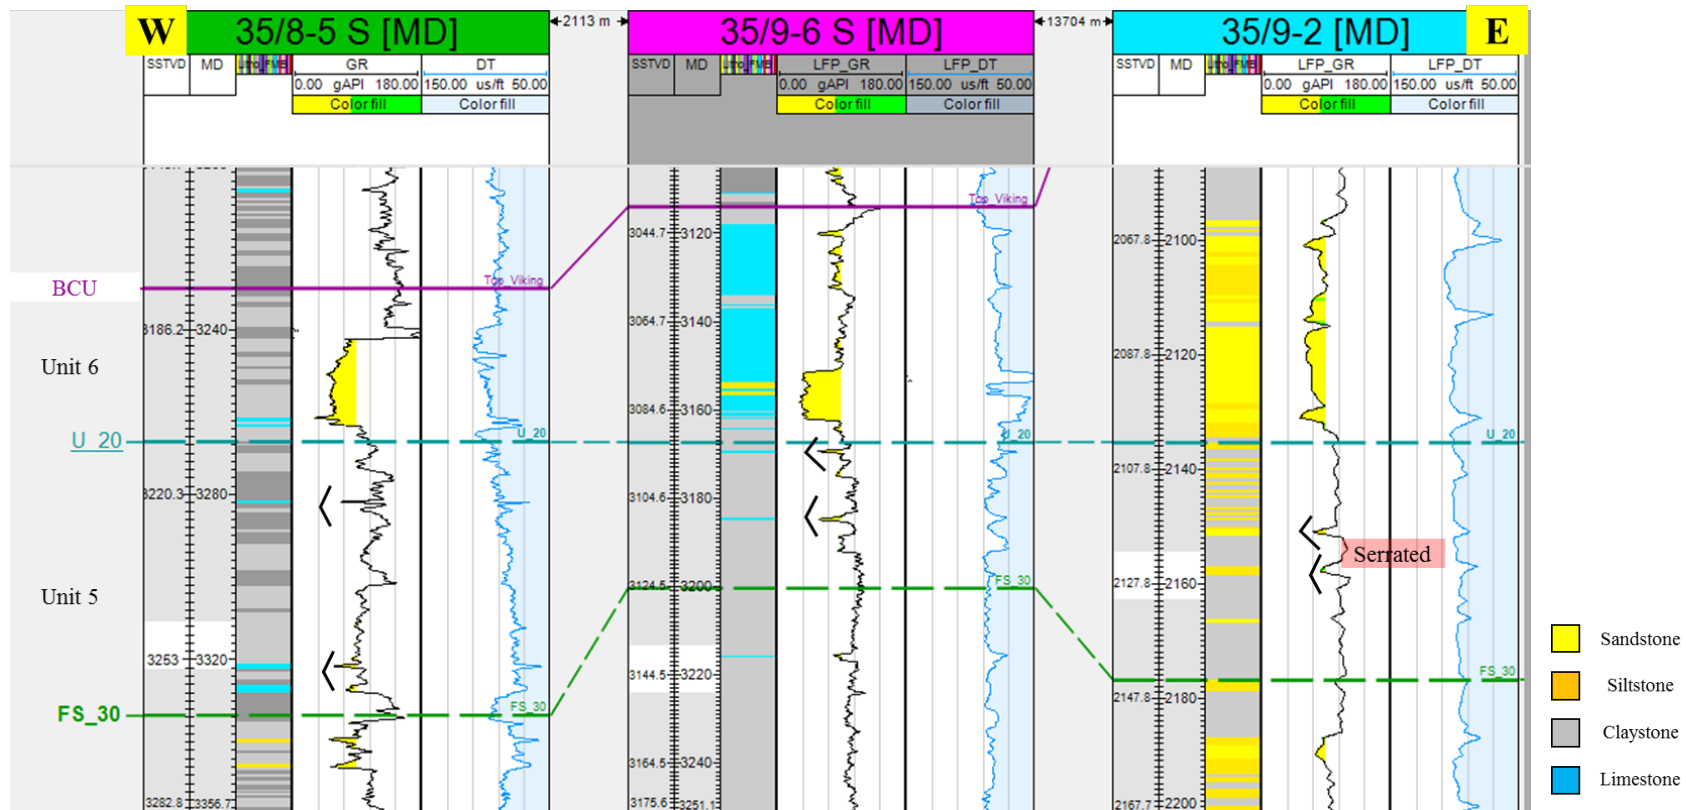 W 35/8-5 S [MD] 2113 m 35/9-6 S [MD] 13704 m 35/9-2 [MD] E
SSTVD MD GR DT SSTVD MD LFP_GR LFP_DT SSTVD MD LFP_GR LFP_DT
0.00 gAPI 180.00 150.00 us/ft 50.00 0.00 gAPI 180.00 150.00 us/ft 50.00 0.00 gAPI 180.00 150.00 us/ft 50.00
Color fill Color fill Color fill Color fill Color fill Color fill
Top_Viking
3044.7 3120
2067.8 2100
BCU Top_Viking
3186.2 3240 3064.7 3140
2087.8 2120
Unit 6
3084.6 3160
U_20 U_20 U_20 U_20
2107.8 2140
3220.3 3280 3104.6 3180
Serrated
3124.5 3200 FS_30 2127.8 2160
Unit 5
Sandstone
3253 3320
3144.5 3220 FS_30
Siltstone
2147.8 2180
FS_30 FS_30
Claystone
3164.5 3240
Limestone
3282.8 3356.7 3175.6 3251.1 2167.7 2200